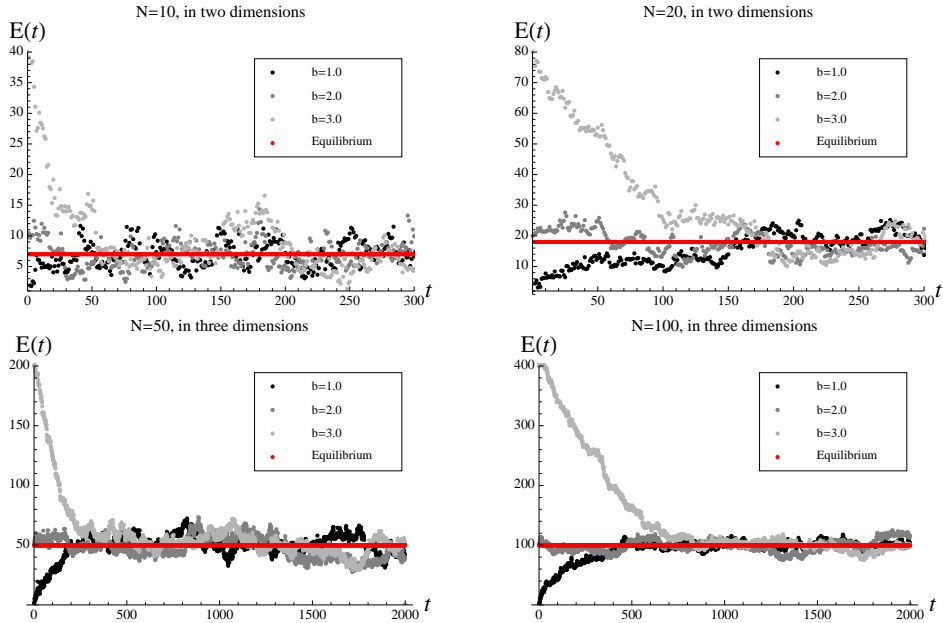 N=10, in two dimensions
E(t)
40
35
30
25
20
15
10
5
0 50 100 150 200 250 300 t
b=1.0
b=2.0
b=3.0
Equilibrium
N=20, in two dimensions
E(t)
80
70
60
50
40
30
20
10
50 100 150 200 250 300 t
b=1.0
b=2.0
b=3.0
Equilibrium
N=50, in three dimensions
E(t)
200
150
100
50
0 500 1000 1500 2000 t
b=1.0
b=2.0
b=3.0
Equilibrium
N=100, in three dimensions
E(t)
400
300
200
100
0 500 1000 1500 2000 t
b=1.0
b=2.0
b=3.0
Equilibrium